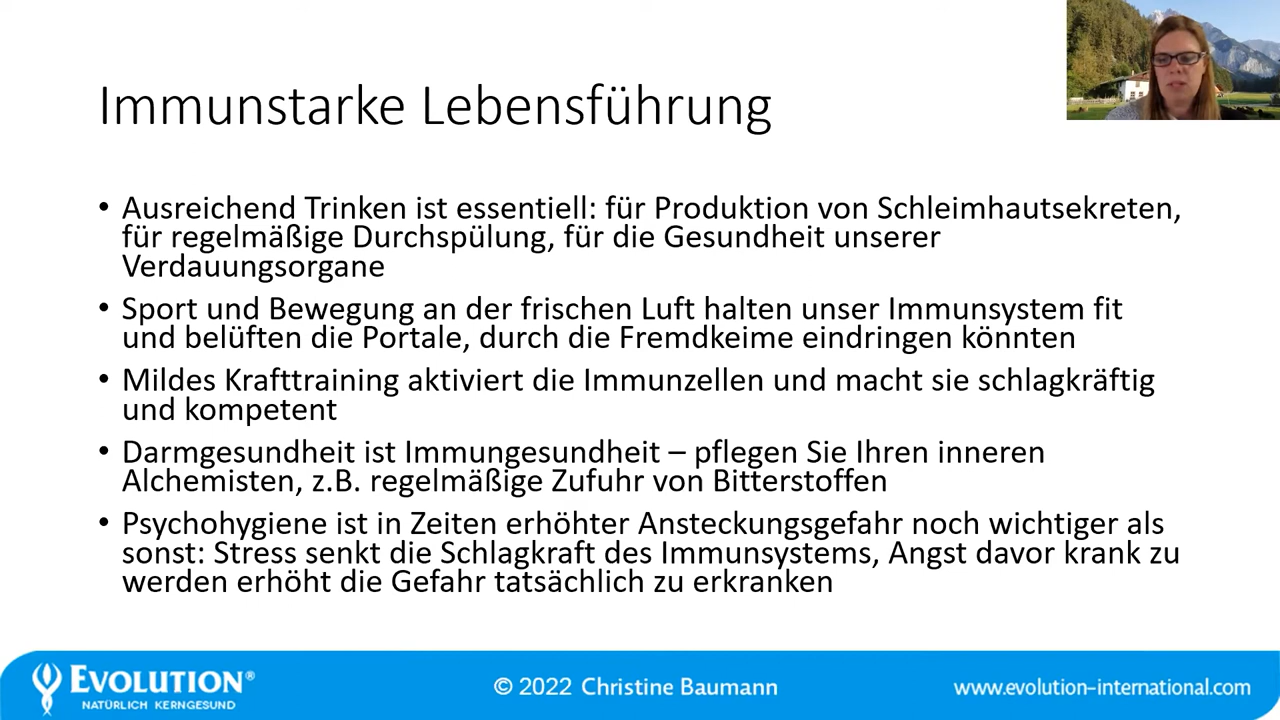 Immunstarke Lebensführung
• Ausreichend Trinken ist essentiell: für Produktion von Schleimhautsekreten,
für regelmäßige Durchspülung, für die Gesundheit unserer
Verdauungsorgane
• Sport und Bewegung an der frischen Luft halten unser Immunsystem fit
und belüften die Portale, durch die Fremdkeime eindringen könnten
• Mildes Krafttraining aktiviert die Immunzellen und macht sie schlagkräftig
und kompetent
• Darmgesundheit ist Immungesundheit – pflegen Sie Ihren inneren
Alchemisten, z.B. regelmäßige Zufuhr von Bitterstoffen
• Psychohygiene ist in Zeiten erhöhter Ansteckungsgefahr noch wichtiger als
sonst: Stress senkt die Schlagkraft des Immunsystems, Angst davor krank zu
werden erhöht die Gefahr tatsächlich zu erkranken
EVOLUTION®
NATÜRLICH KERNGESUND
© 2022 Christine Baumann
www.evolution-international.com